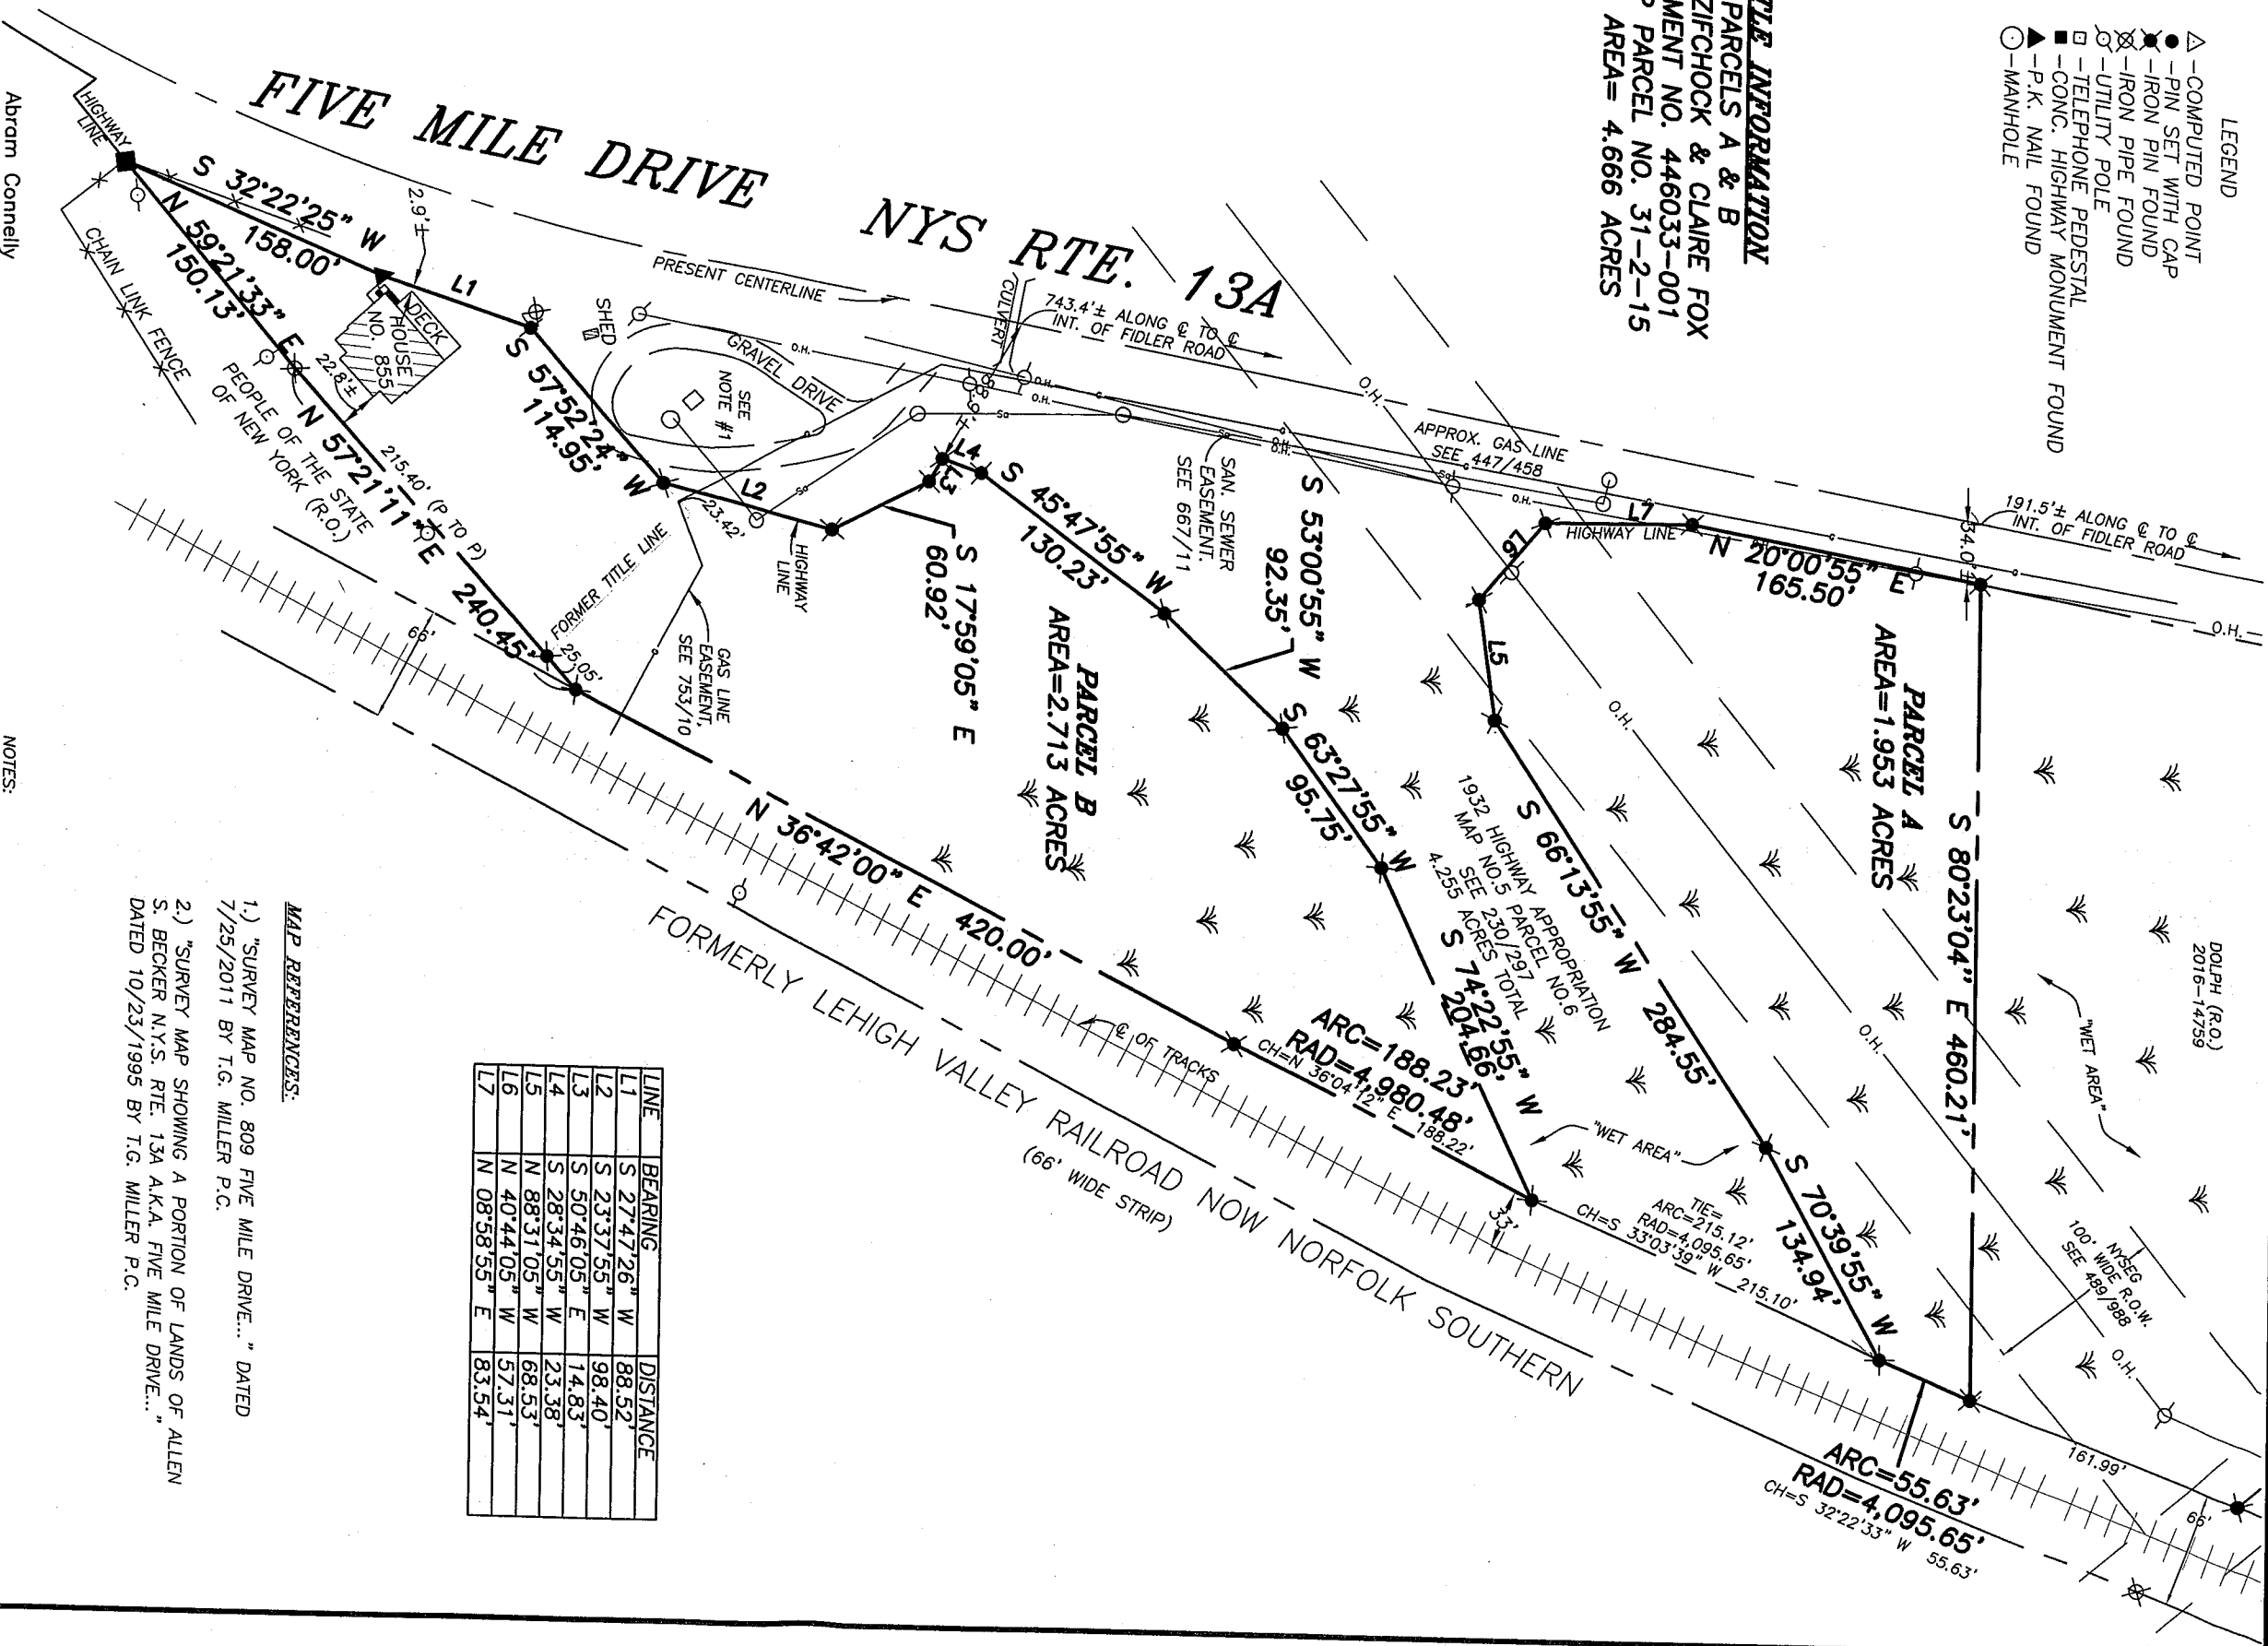 LEGEND
△ -COMPUTED POINT
● -PIN SET WITH CAP
-IRON PIN FOUND
-IRON PIPE FOUND
-UTILITY POLE
-TELEPHONE PEDESTAL
■ -CONC. HIGHWAY MONUMENT FOUND
▲ -P.K. NAIL FOUND
-MANHOLE
TLE INFORMATION
PARCELS A & B
ZIFCHOCK & CLAIRE FOX
MENT NO. 446033-001
P PARCEL NO. 31-2-15
AREA= 4.666 ACRES
FIVE MILE DRIVE
NYS RTE. 13A
PRESENT CENTERLINE
CULVERT
743.4'± ALONG ℄ TO ℄
INT. OF FIDLER ROAD
APPROX. GAS LINE
SEE 447/458
191.5'± ALONG ℄ TO ℄
INT. OF FIDLER ROAD
34.0'±
O.H.
O.H.
O.H.
O.H.
O.H.
O.H.
O.H.
O.H.
O.H.
HIGHWAY
LINE
S 32°22'25" W
158.00'
N 59°21'33" E
150.13'
2.9'±
L1
DECK
HOUSE
NO. 855
22.8'±
CHAIN LINK FENCE
PEOPLE OF THE STATE
OF NEW YORK (R.O.)
N 57°21'11" E 240.45'
215.40' (P TO P)
25.05'
FORMER TITLE LINE
66'
SHED
S 57°52'24" W
114.95'
SEE
NOTE #1
GRAVEL DRIVE
L2
23.42'
HIGHWAY
LINE
GAS LINE
EASEMENT,
SEE 753/10
S 17°59'05" E
60.92'
L3
L4
S 45°47'55" W
130.23'
SAN. SEWER
EASEMENT.
SEE 667/11
S 53°00'55" W
92.35'
PARCEL B
AREA=2.713 ACRES
S 63°27'55" W
95.75'
S 74°22'55" W
204.66'
1932 HIGHWAY APPROPRIATION
MAP NO.5 PARCEL NO.6
SEE 230/297
4.255 ACRES TOTAL
L5
L6
L7
HIGHWAY LINE
N 20°00'55" E
165.50'
PARCEL A
AREA=1.953 ACRES
S 80°23'04" E 460.21'
S 66°13'55" W 284.55'
S 70°39'55" W
134.94'
DOLPH (R.O.)
2016-14759
"WET AREA"
"WET AREA"
NYSEG
100' WIDE R.O.W.
SEE 489/988
O.H.
N 36°42'00" E 420.00'
ARC=188.23'
RAD=4,980.48'
CH=N 36°04'12" E 188.22'
TIE=
ARC=215.12'
RAD=4,095.65'
CH=S 33°03'39" W 215.10'
33'
℄ OF TRACKS
FORMERLY LEHIGH VALLEY RAILROAD NOW NORFOLK SOUTHERN
(66' WIDE STRIP)
ARC=55.63'
RAD=4,095.65'
CH=S 32°22'33" W 55.63'
161.99'
66'
LINE BEARING DISTANCE
L1 S 27°47'26" W 88.52'
L2 S 23°37'55" W 98.40'
L3 S 50°46'05" E 14.83'
L4 S 28°34'55" W 23.38'
L5 N 88°31'05" W 68.53'
L6 N 40°44'05" W 57.31'
L7 N 08°58'55" E 83.54'
MAP REFERENCES:
1.) "SURVEY MAP NO. 809 FIVE MILE DRIVE..." DATED
7/25/2011 BY T.G. MILLER P.C.
2.) "SURVEY MAP SHOWING A PORTION OF LANDS OF ALLEN
S. BECKER N.Y.S. RTE. 13A A.K.A. FIVE MILE DRIVE..."
DATED 10/23/1995 BY T.G. MILLER P.C.
Abram Connelly
NOTES: